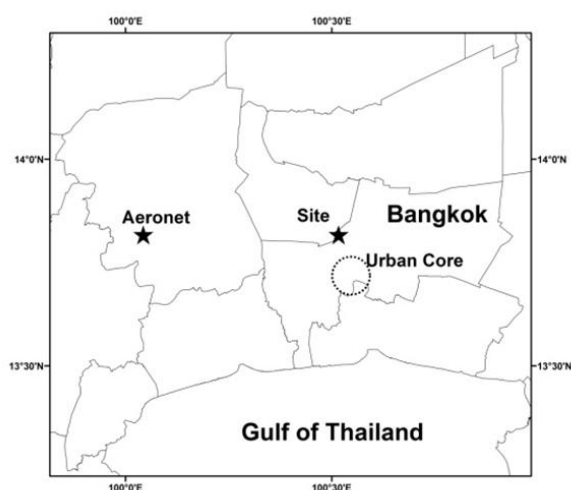 100°0'E 100°30'E
14°0'N 14°0'N
Aeronet Site Bangkok
Urban Core
13°30'N 13°30'N
Gulf of Thailand
100°0'E 100°30'E